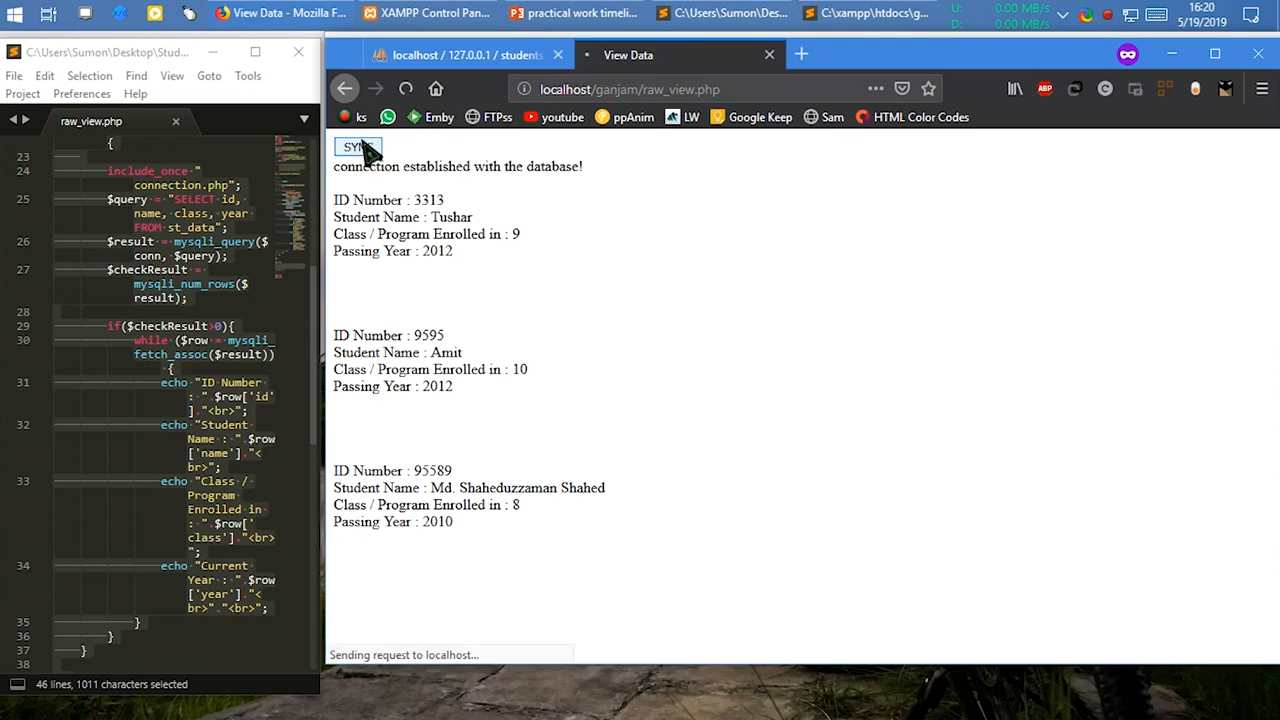 View Data - Mozilla F...
XAMPP Control Pan...
practical work timeli...
C:\Users\Sumon\Des...
C:\xampp\htdocs\g...
U: 0.00 MB/s
D: 0.00 MB/s
16:20
5/19/2019
C:\Users\Sumon\Desktop\Stud...
File Edit Selection Find View Goto Tools
Project Preferences Help
raw_view.php
{
23
24 include_once "
connection.php";
25 $query = "SELECT id,
name, class, year
FROM st_data";
26 $result = mysqli_query($
conn, $query);
27 $checkResult =
mysqli_num_rows($
result);
28
29 if($checkResult>0){
30 while ($row = mysqli_
fetch_assoc($result))
{
31 echo "ID Number
: ".$row['id'
]."<br>";
32 echo "Student
Name : ".$row
['name']."<
br>";
33 echo "Class /
Program
Enrolled in
: ".$row['
class']."<br>
";
34 echo "Current
Year : ".$row
['year']."<
br>"."<br>";
35 }
36 }
37 }
38
46 lines, 1011 characters selected
localhost / 127.0.0.1 / students
View Data
localhost/ganjam/raw_view.php
ABP
ks
Emby
FTPss
youtube
ppAnim
LW
Google Keep
Sam
HTML Color Codes
connection established with the database!
ID Number : 3313
Student Name : Tushar
Class / Program Enrolled in : 9
Passing Year : 2012
ID Number : 9595
Student Name : Amit
Class / Program Enrolled in : 10
Passing Year : 2012
ID Number : 95589
Student Name : Md. Shaheduzzaman Shahed
Class / Program Enrolled in : 8
Passing Year : 2010
Sending request to localhost...